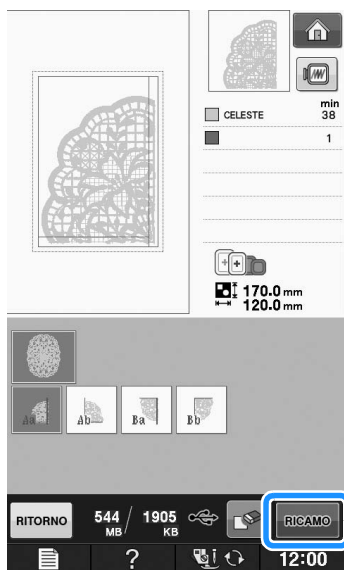 min
CELESTE 38
1
170.0 mm
120.0 mm
Aa Ab Ba Bb
RITORNO 544 MB / 1905 KB RICAMO
? 12:00